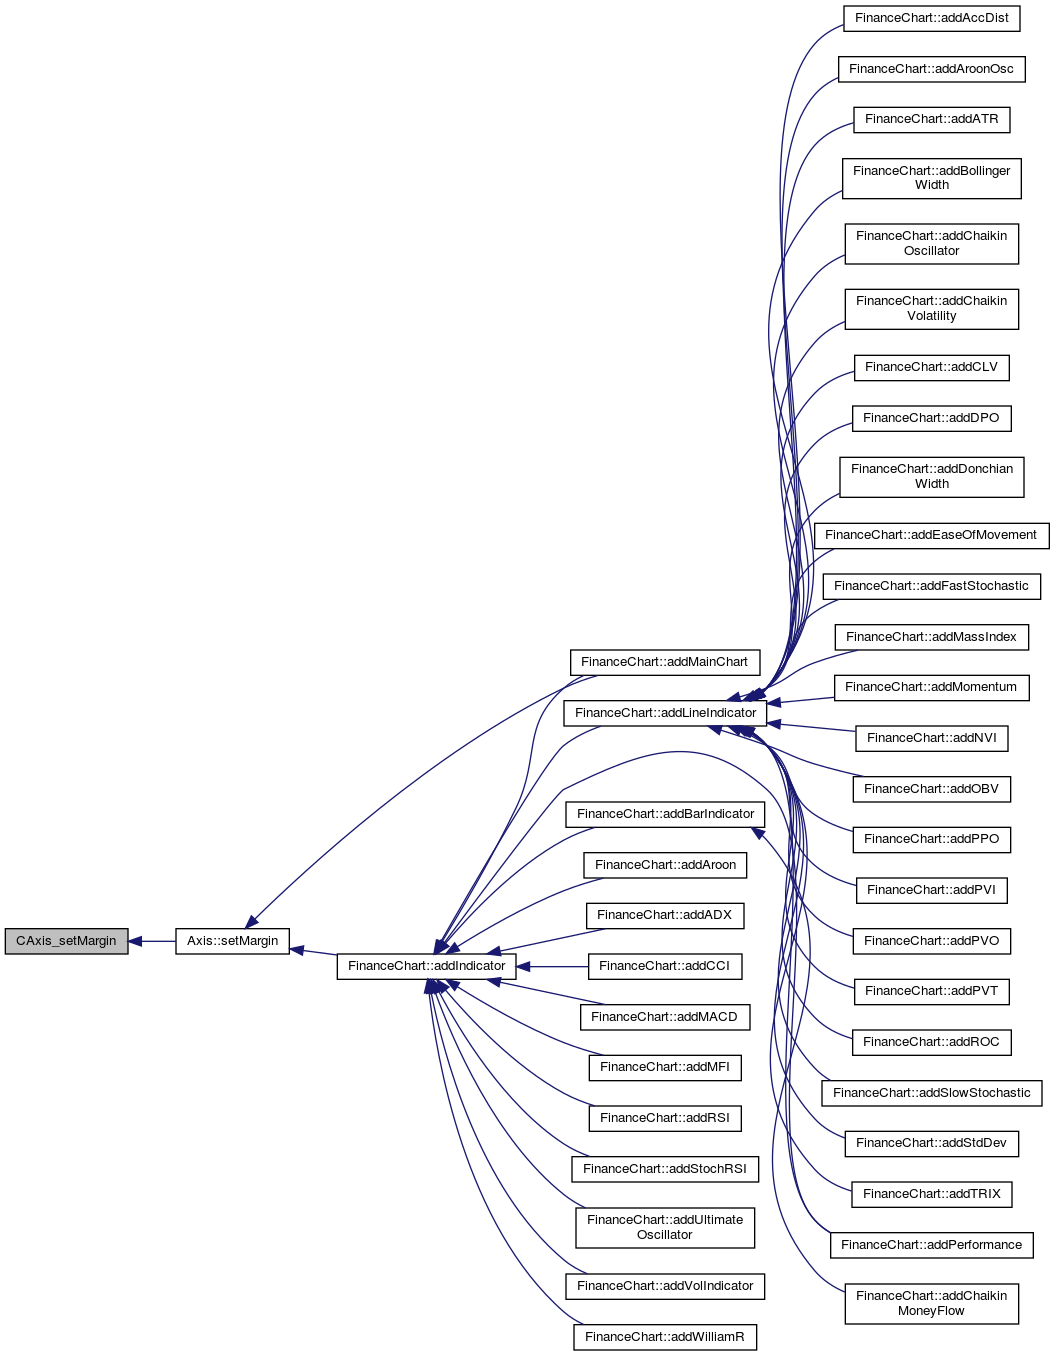 CAxis_setMargin
Axis::setMargin
FinanceChart::addIndicator
FinanceChart::addMainChart
FinanceChart::addLineIndicator
FinanceChart::addBarIndicator
FinanceChart::addAroon
FinanceChart::addADX
FinanceChart::addCCI
FinanceChart::addMACD
FinanceChart::addMFI
FinanceChart::addRSI
FinanceChart::addStochRSI
FinanceChart::addUltimate
Oscillator
FinanceChart::addVolIndicator
FinanceChart::addWilliamR
FinanceChart::addAccDist
FinanceChart::addAroonOsc
FinanceChart::addATR
FinanceChart::addBollinger
Width
FinanceChart::addChaikin
Oscillator
FinanceChart::addChaikin
Volatility
FinanceChart::addCLV
FinanceChart::addDPO
FinanceChart::addDonchian
Width
FinanceChart::addEaseOfMovement
FinanceChart::addFastStochastic
FinanceChart::addMassIndex
FinanceChart::addMomentum
FinanceChart::addNVI
FinanceChart::addOBV
FinanceChart::addPPO
FinanceChart::addPVI
FinanceChart::addPVO
FinanceChart::addPVT
FinanceChart::addROC
FinanceChart::addSlowStochastic
FinanceChart::addStdDev
FinanceChart::addTRIX
FinanceChart::addPerformance
FinanceChart::addChaikin
MoneyFlow